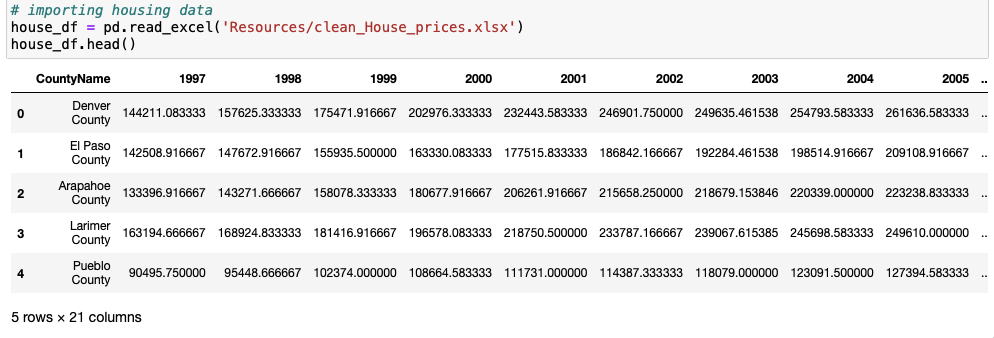 # importing housing data
house_df = pd.read_excel('Resources/clean_House_prices.xlsx')
house_df.head()
CountyName 1997 1998 1999 2000 2001 2002 2003 2004 2005 ..
0 Denver County 144211.083333 157625.333333 175471.916667 202976.333333 232443.583333 246901.750000 249635.461538 254793.583333 261636.583333 ..
1 El Paso County 142508.916667 147672.916667 155935.500000 163330.083333 177515.833333 186842.166667 192284.461538 198514.916667 209108.916667 ..
2 Arapahoe County 133396.916667 143271.666667 158078.333333 180677.916667 206261.916667 215658.250000 218679.153846 220339.000000 223238.833333 ..
3 Larimer County 163194.666667 168924.833333 181416.916667 196578.083333 218750.500000 233787.166667 239067.615385 245698.583333 249610.000000 ..
4 Pueblo County 90495.750000 95448.666667 102374.000000 108664.583333 111731.000000 114387.333333 118079.000000 123091.500000 127394.583333 ..
5 rows × 21 columns